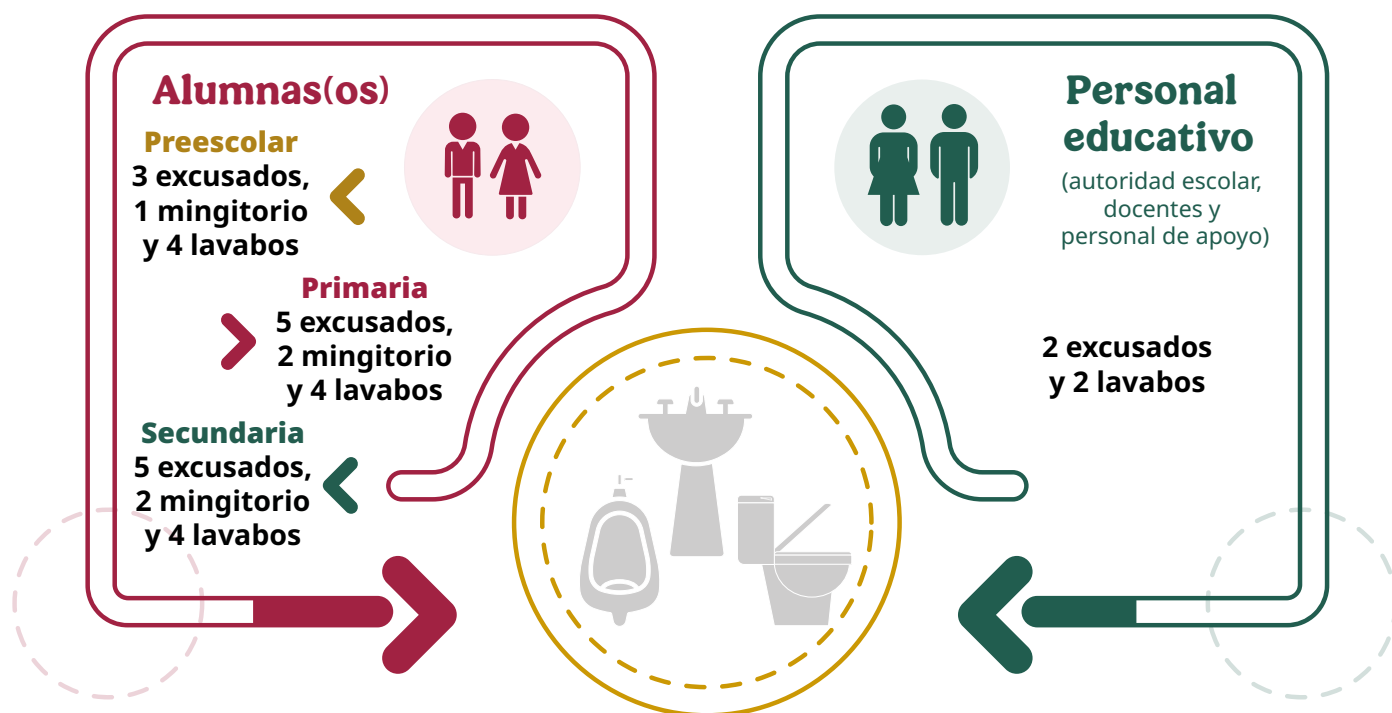 Alumnas(os)
Preescolar
3 excusados,
1 mingitorio
y 4 lavabos
Primaria
5 excusados,
2 mingitorio
y 4 lavabos
Secundaria
5 excusados,
2 mingitorio
y 4 lavabos
Personal
educativo
(autoridad escolar,
docentes y
personal de apoyo)
2 excusados
y 2 lavabos